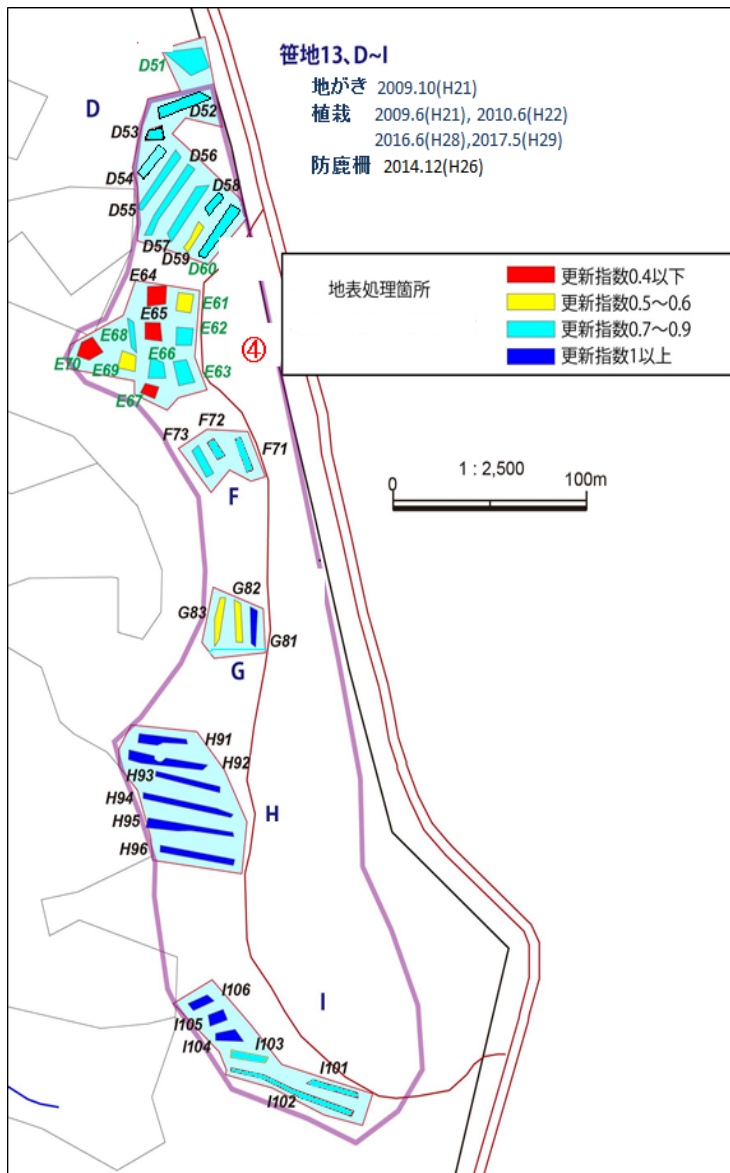 笹地13、D~I
地がき 2009.10(H21)
植栽 2009.6(H21), 2010.6(H22)
2016.6(H28),2017.5(H29)
防鹿柵 2014.12(H26)
D51
D
D52
D53
D56
D54
D58
D55
D57
D59
D60
E64
E61
E65
E62
E68
E66
E70
E69
E63
E67
④
地表処理箇所
更新指数0.4以下
更新指数0.5～0.6
更新指数0.7～0.9
更新指数1以上
1 : 2,500
0
100m
F72
F73
F71
F
G82
G83
G81
G
H91
H92
H93
H94
H95
H
H96
I106
I
I105
I104
I103
I101
I102